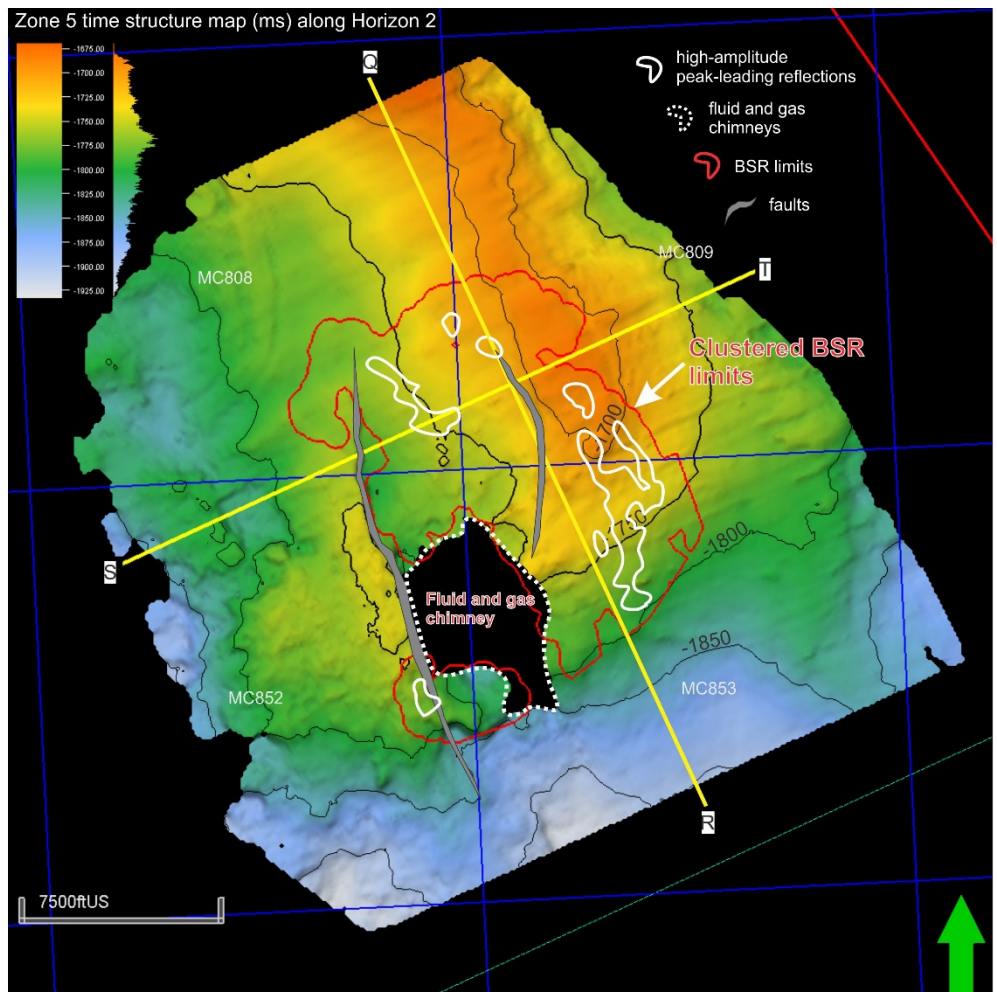 Zone 5 time structure map (ms) along Horizon 2
-1675.00
-1700.00
-1725.00
-1750.00
-1775.00
-1800.00
-1825.00
-1850.00
-1875.00
-1900.00
-1925.00
high-amplitude
peak-leading reflections
fluid and gas
chimneys
BSR limits
faults
Q
MC808
MC809
T
Clustered BSR
limits
-1700
-1750
-1800
S
Fluid and gas
chimney
-1850
MC852
MC853
R
7500ftUS